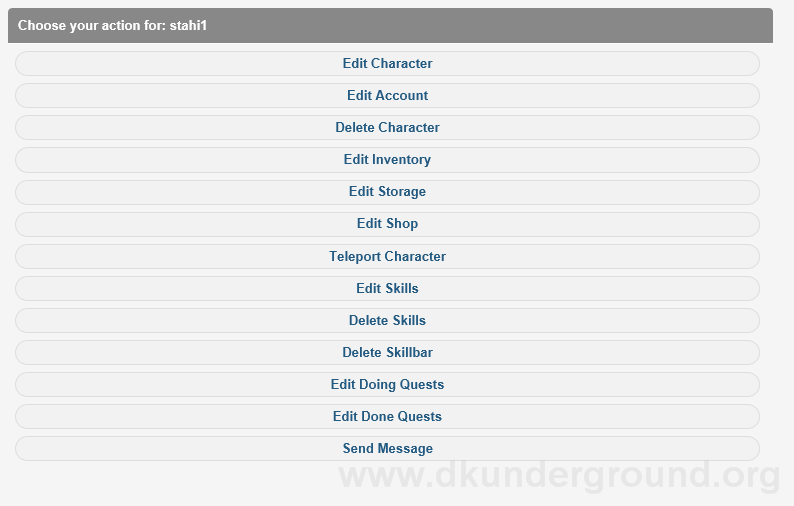 Choose your action for: stahi1
Edit Character
Edit Account
Delete Character
Edit Inventory
Edit Storage
Edit Shop
Teleport Character
Edit Skills
Delete Skills
Delete Skillbar
Edit Doing Quests
Edit Done Quests
Send Message
www.dkunderground.org